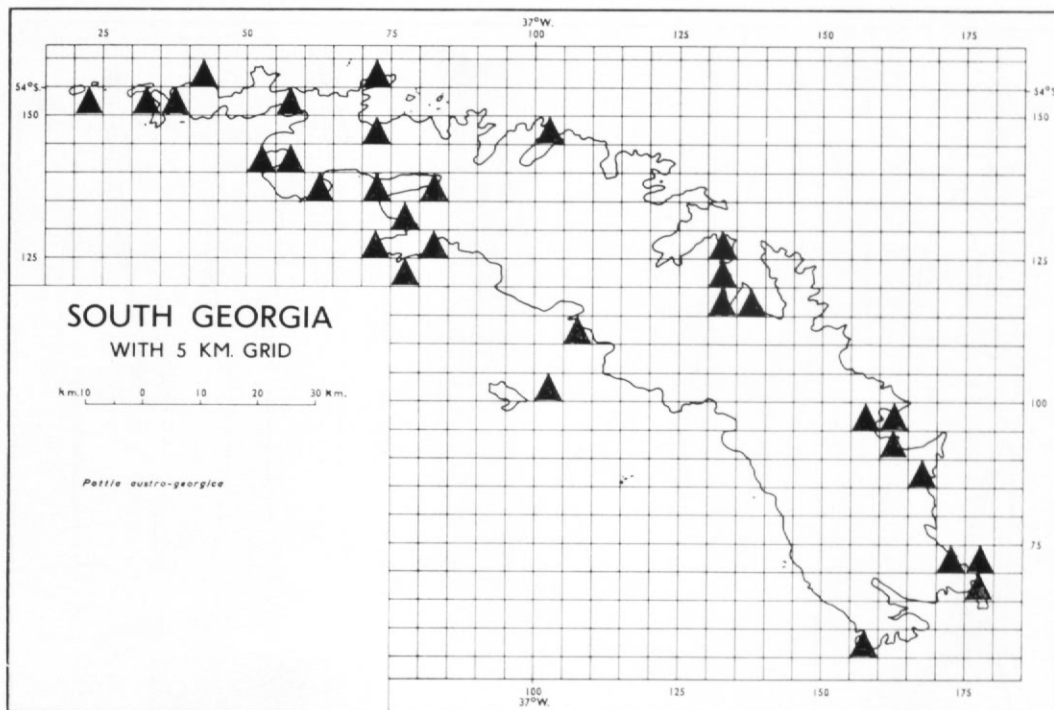 37°W.
25 50 75 100 125 150 175
54°S. 54°S.
150 150
125 125
SOUTH GEORGIA
WITH 5 KM. GRID
km.10 0 10 20 30 km.
100
Pottia austro-georgica
75
100 125 150 175
37°W.